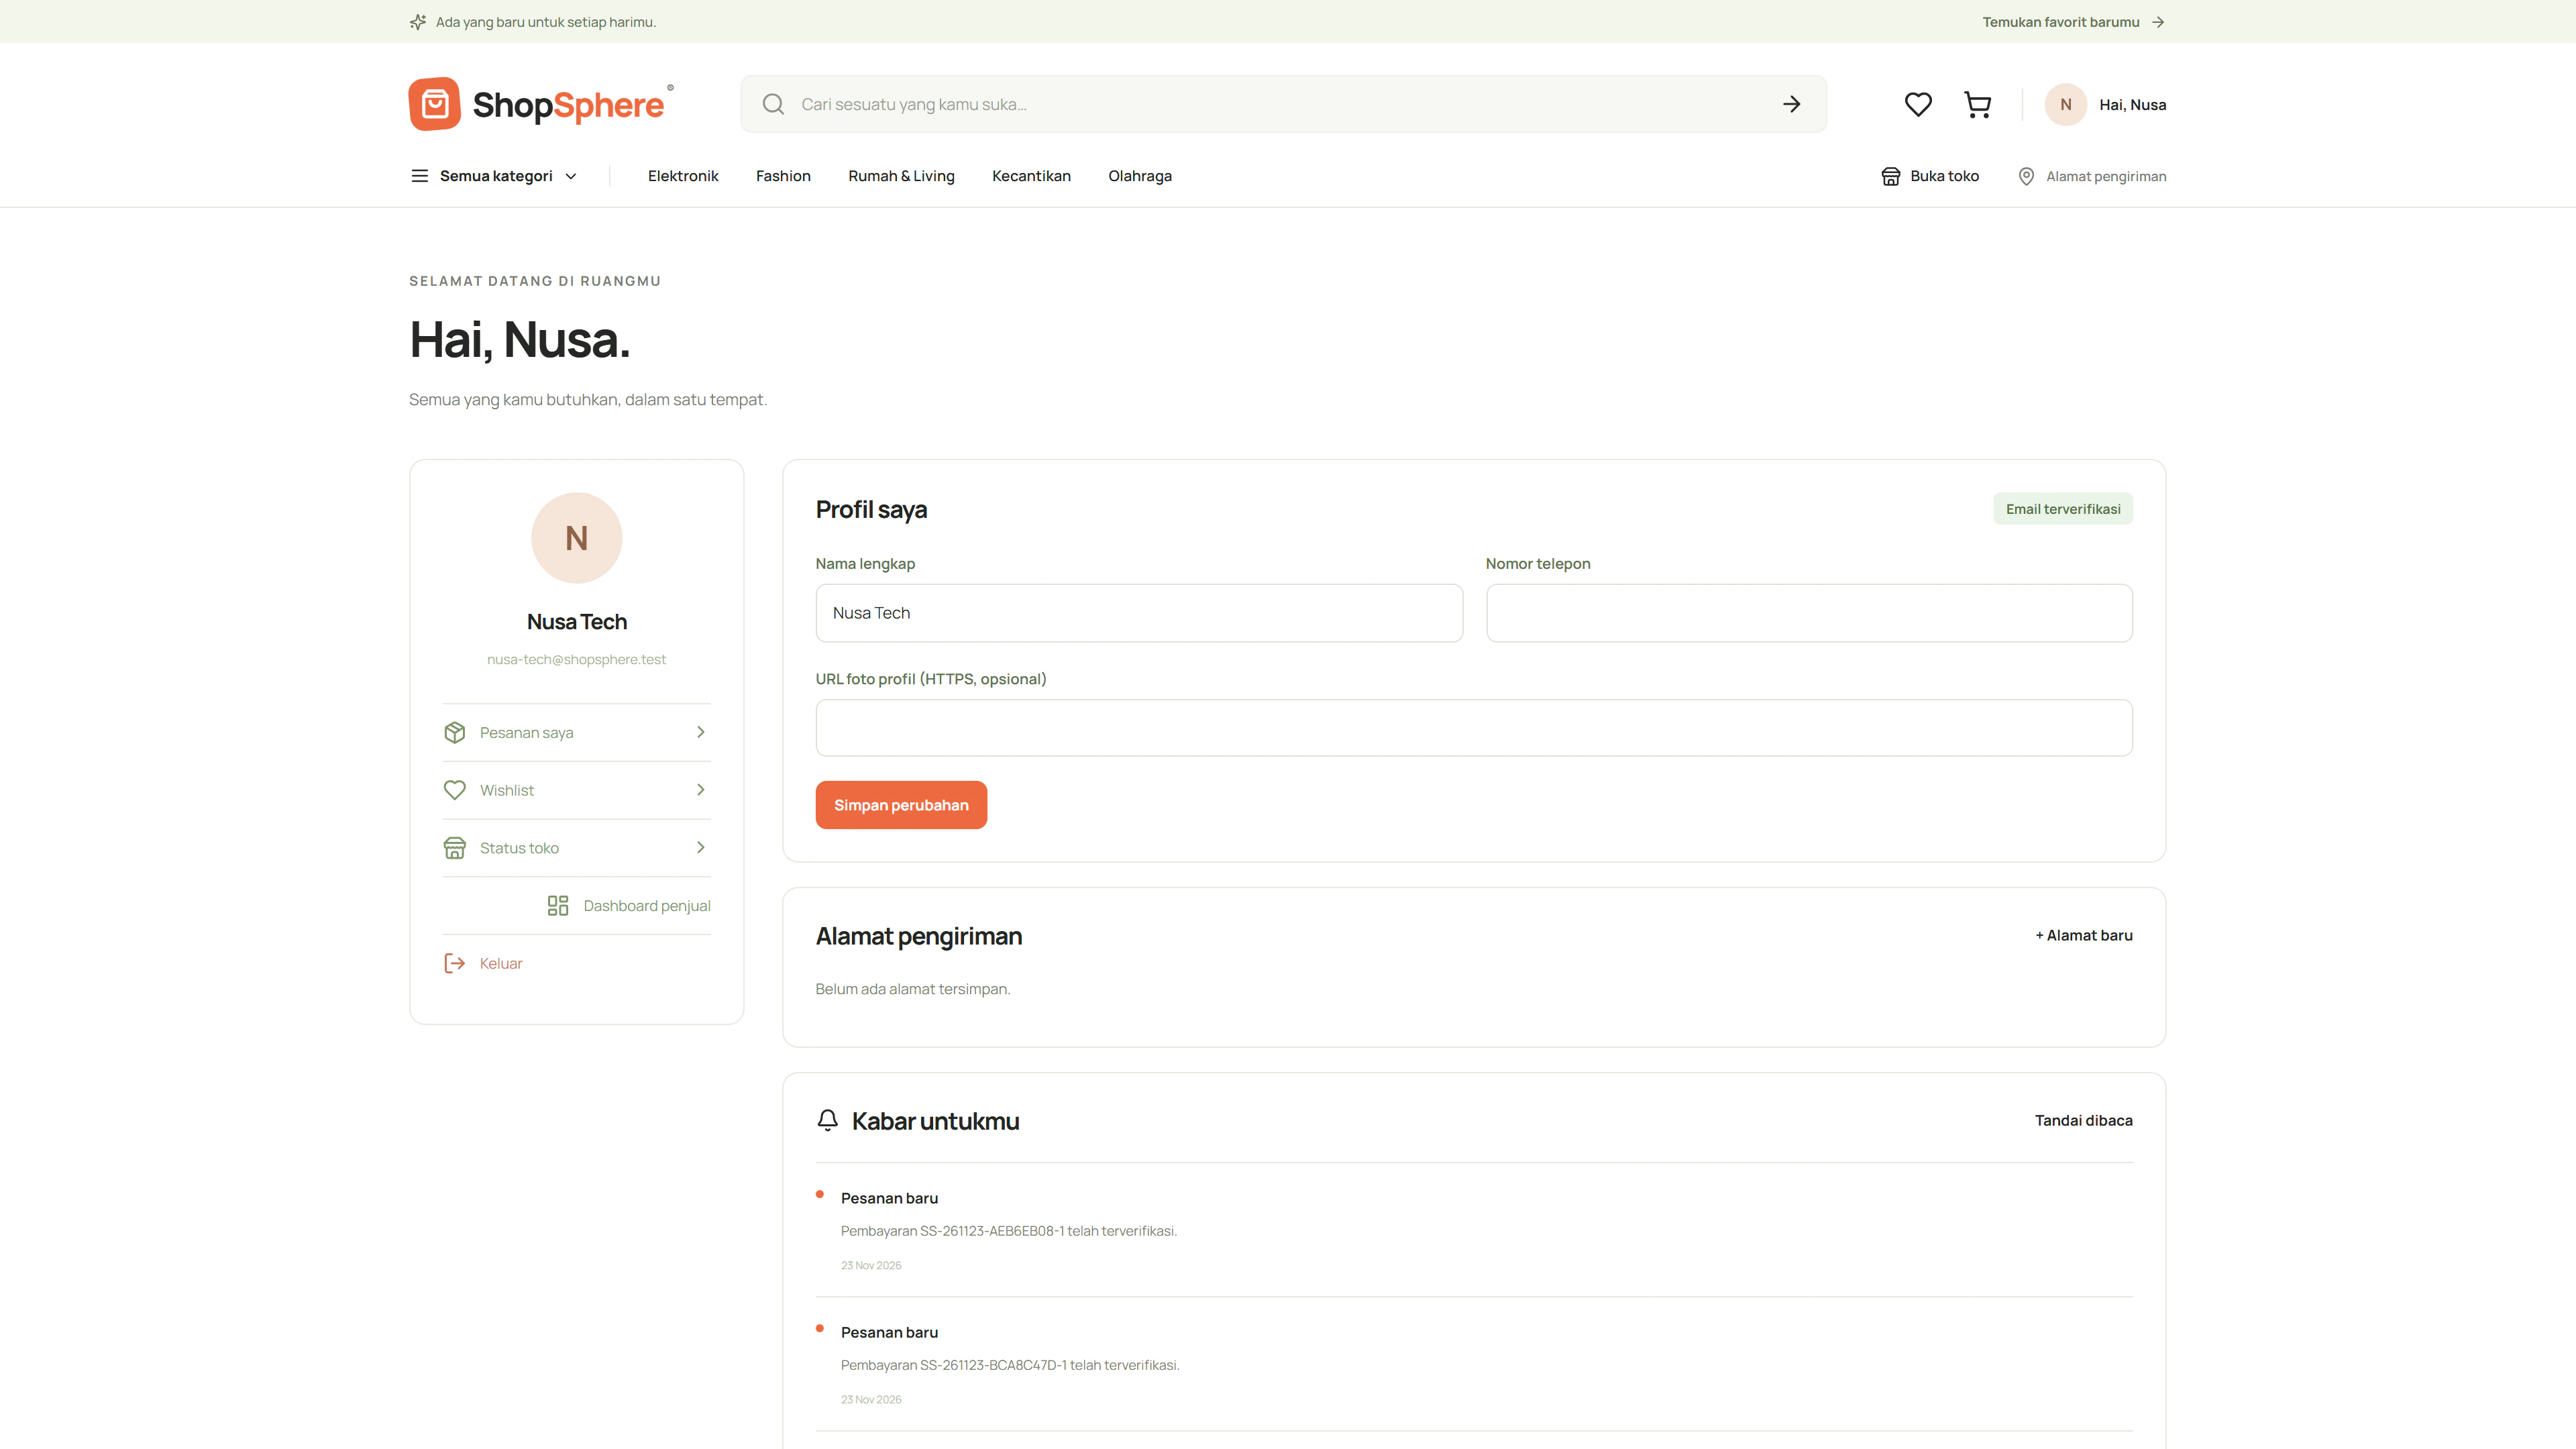 Ada yang baru untuk setiap harimu.
Temukan favorit barumu
ShopSphere
Cari sesuatu yang kamu suka...
N
Hai, Nusa
Semua kategori
Elektronik
Fashion
Rumah & Living
Kecantikan
Olahraga
Buka toko
Alamat pengiriman
SELAMAT DATANG DI RUANGMU
Hai, Nusa.
Semua yang kamu butuhkan, dalam satu tempat.
N
Nusa Tech
nusa-tech@shopsphere.test
Pesanan saya
Wishlist
Status toko
Dashboard penjual
Keluar
Profil saya
Email terverifikasi
Nama lengkap
Nusa Tech
Nomor telepon
URL foto profil (HTTPS, opsional)
Simpan perubahan
Alamat pengiriman
+ Alamat baru
Belum ada alamat tersimpan.
Kabar untukmu
Tandai dibaca
Pesanan baru
Pembayaran SS-261123-AEB6EB08-1 telah terverifikasi.
23 Nov 2026
Pesanan baru
Pembayaran SS-261123-BCA8C47D-1 telah terverifikasi.
23 Nov 2026